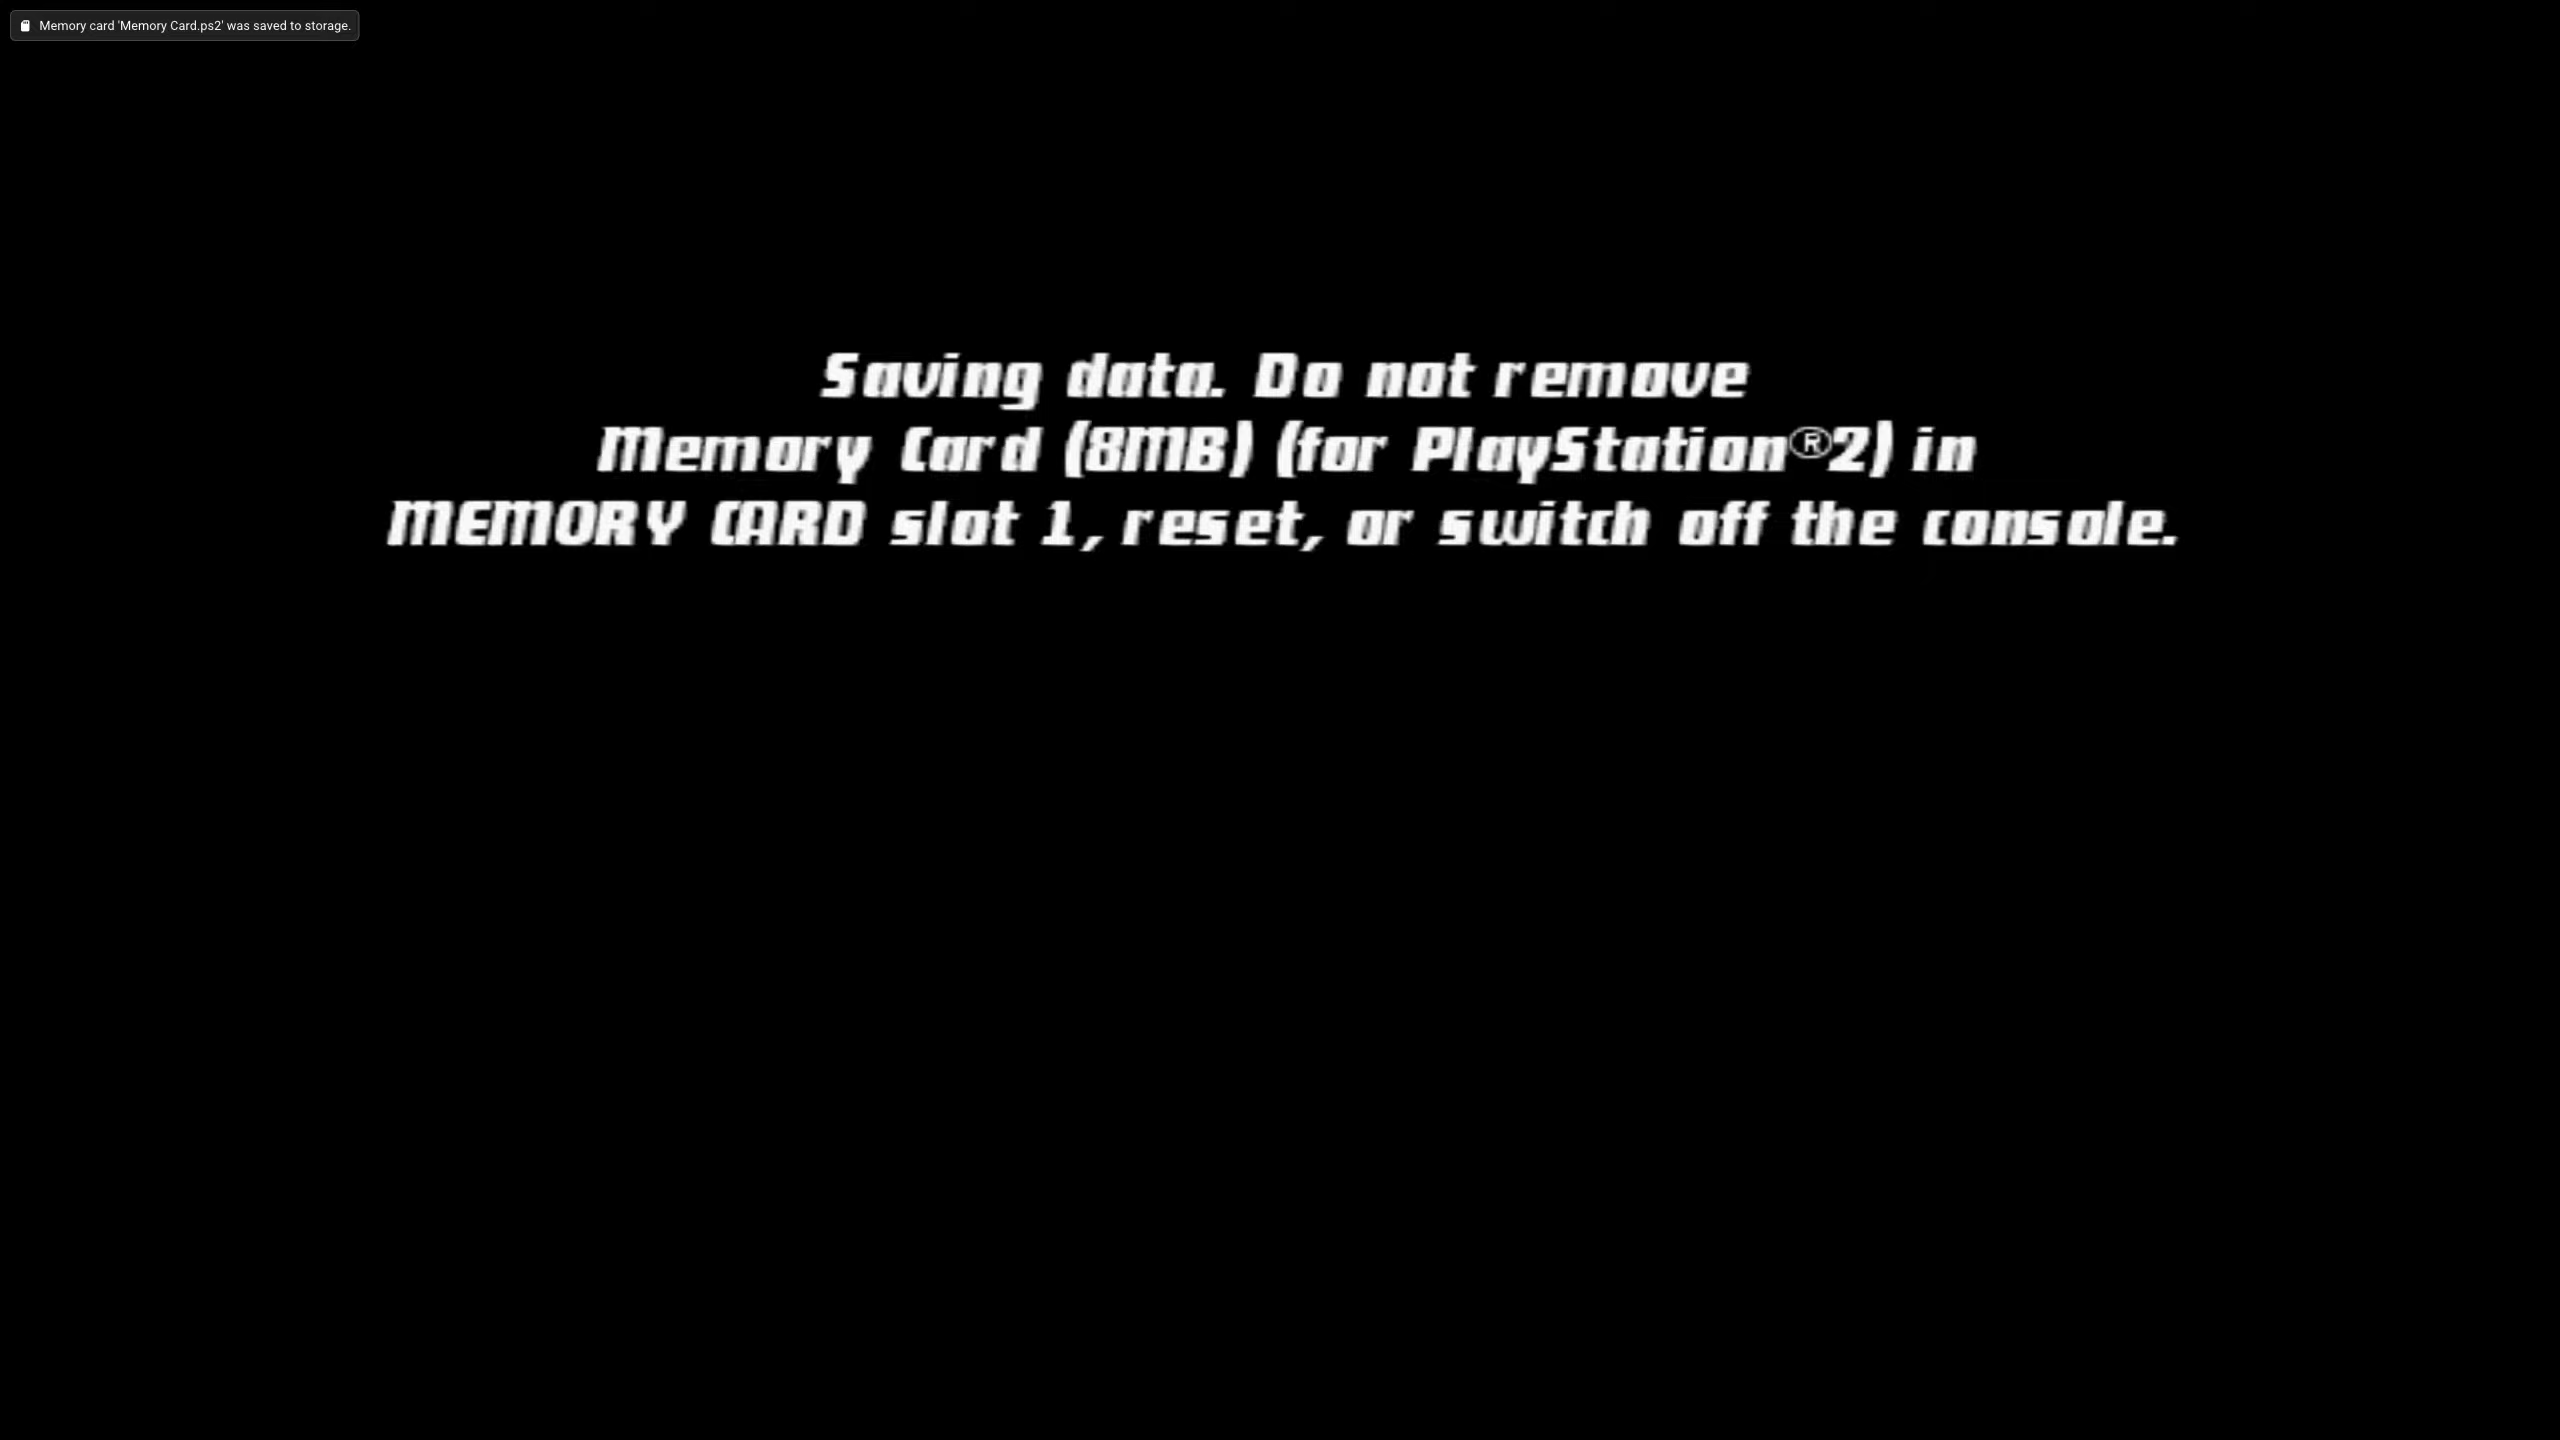 Memory card 'Memory Card.ps2' was saved to storage.
Saving data. Do not remove
Memory Card (8MB) (for PlayStation®2) in
MEMORY CARD slot 1, reset, or switch off the console.